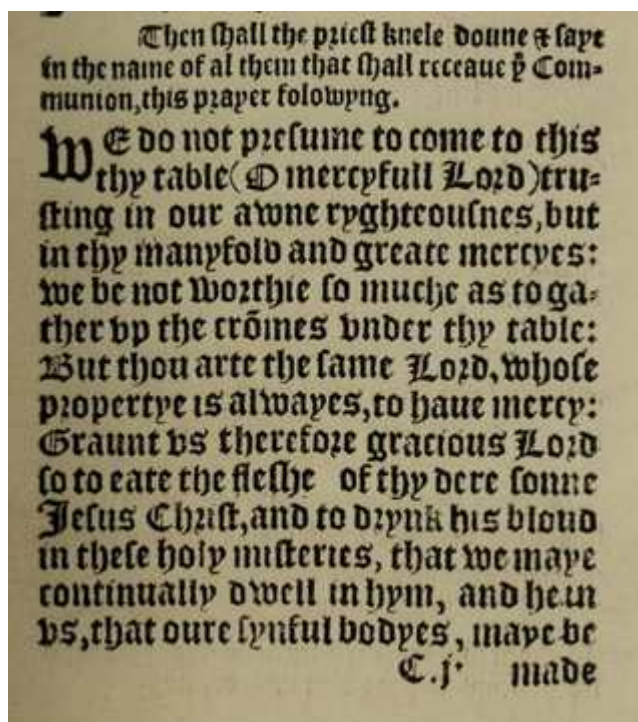 Then ſhall the prieſt knele doune & ſaye
in the name of al them that ſhall receaue þͤ Com-
munion,this prayer folowyng.
WE do not preſume to come to this
thy table(O mercyfull Lord)tru-
ſting in our awne ryghteouſnes,but
in thy manyfold and greate mercyes:
we be not worthie ſo muche as to ga-
ther vp the crõmes vnder thy table:
But thou arte the ſame Lord, whoſe
propertye is alwayes, to haue mercy:
Graunt vs therefore gracious Lord
ſo to eate the fleſhe of thy dere ſonne
Jeſus Chriſt,and to drynk his bloud
in theſe holy miſteries, that we maye
continually dwell in hym, and he in
vs,that oure ſynful bodyes, maye be
C.j. made